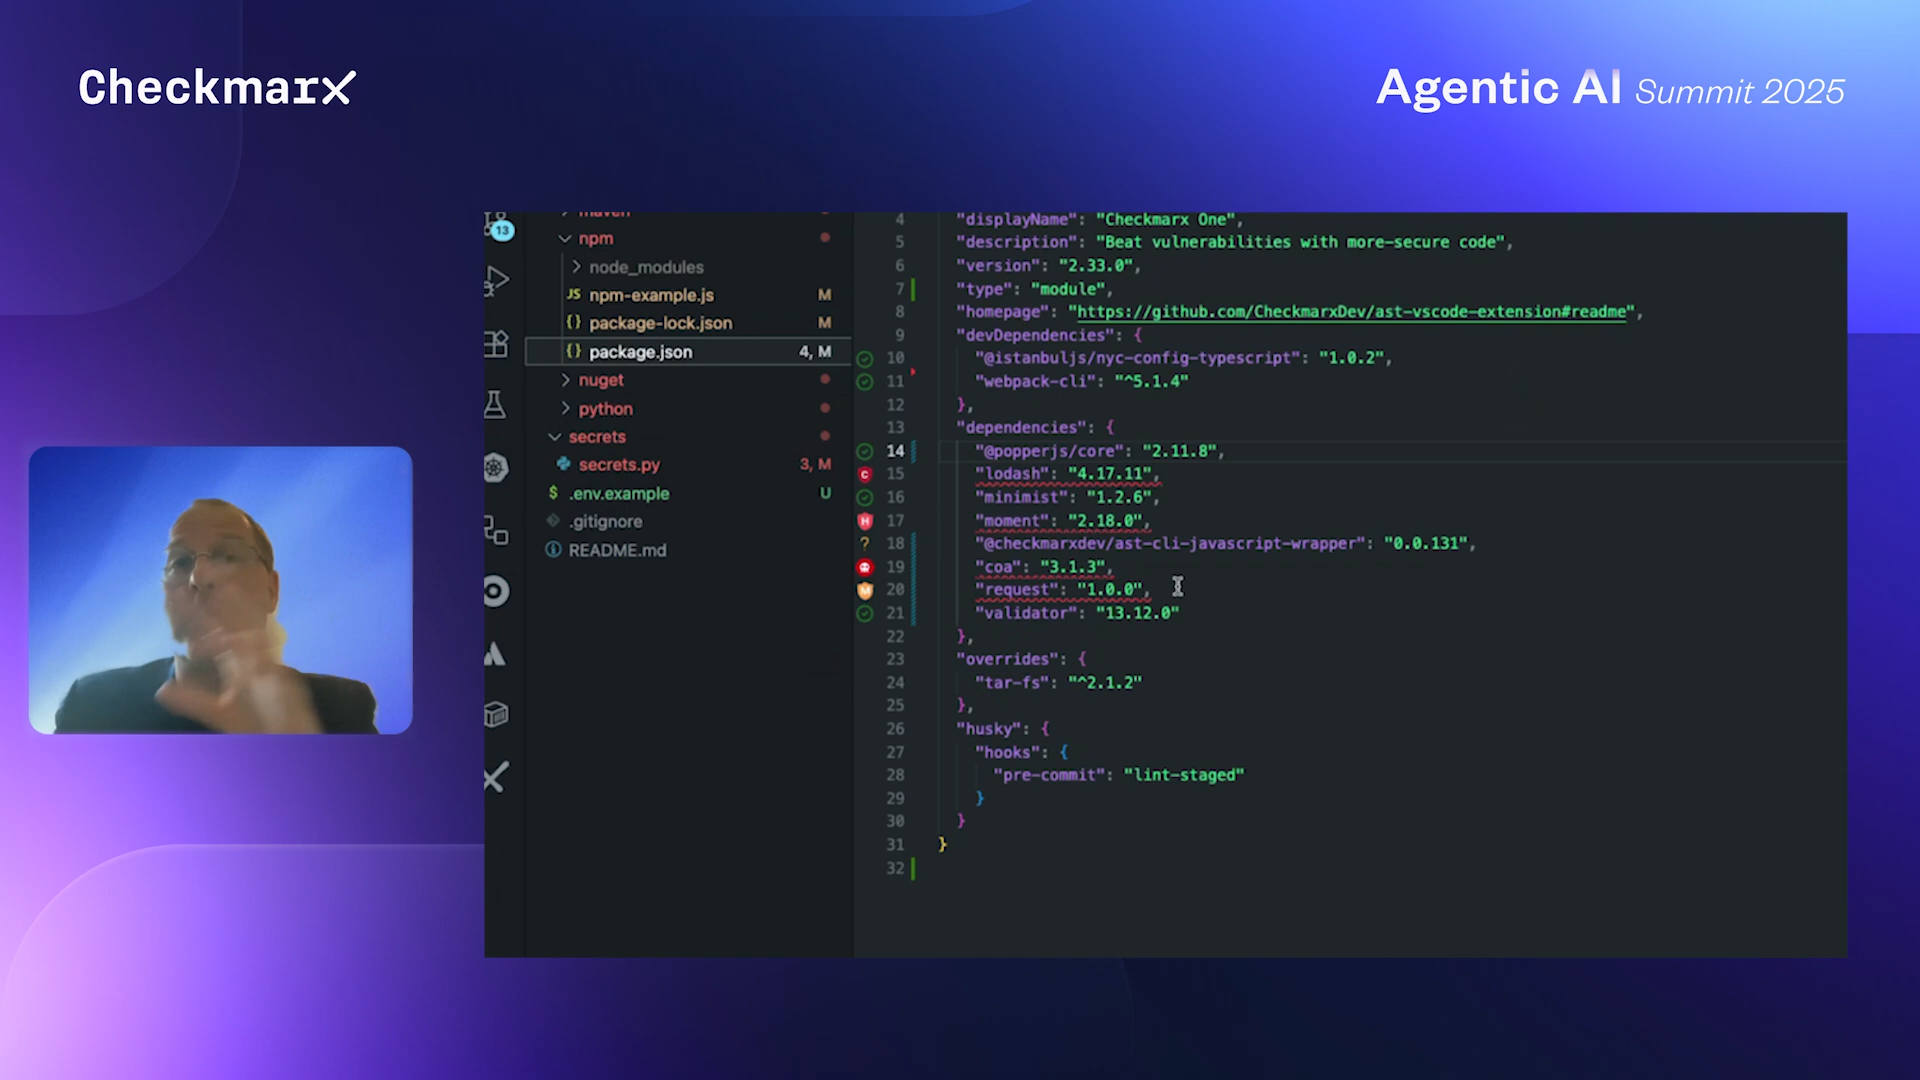 Checkmarx
Agentic AI Summit 2025
13
maven
npm
node_modules
JS npm-example.js M
{} package-lock.json M
{} package.json 4, M
nuget
python
secrets
secrets.py 3, M
$ .env.example U
.gitignore
README.md
4 "displayName": "Checkmarx One",
5 "description": "Beat vulnerabilities with more-secure code",
6 "version": "2.33.0",
7 "type": "module",
8 "homepage": "https://github.com/CheckmarxDev/ast-vscode-extension#readme",
9 "devDependencies": {
10 "@istanbuljs/nyc-config-typescript": "1.0.2",
11 "webpack-cli": "^5.1.4"
12 },
13 "dependencies": {
14 "@popperjs/core": "2.11.8",
C 15 "lodash": "4.17.11",
16 "minimist": "1.2.6",
H 17 "moment": "2.18.0",
? 18 "@checkmarxdev/ast-cli-javascript-wrapper": "0.0.131",
19 "coa": "3.1.3",
M 20 "request": "1.0.0",
21 "validator": "13.12.0"
22 },
23 "overrides": {
24 "tar-fs": "^2.1.2"
25 },
26 "husky": {
27 "hooks": {
28 "pre-commit": "lint-staged"
29 }
30 }
31 }
32